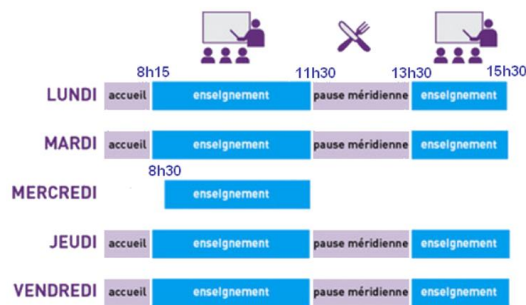 8h15 11h30 13h30 15h30
LUNDI accueil enseignement pause méridienne enseignement
MARDI accueil enseignement pause méridienne enseignement
8h30
MERCREDI enseignement
JEUDI accueil enseignement pause méridienne enseignement
VENDREDI accueil enseignement pause méridienne enseignement